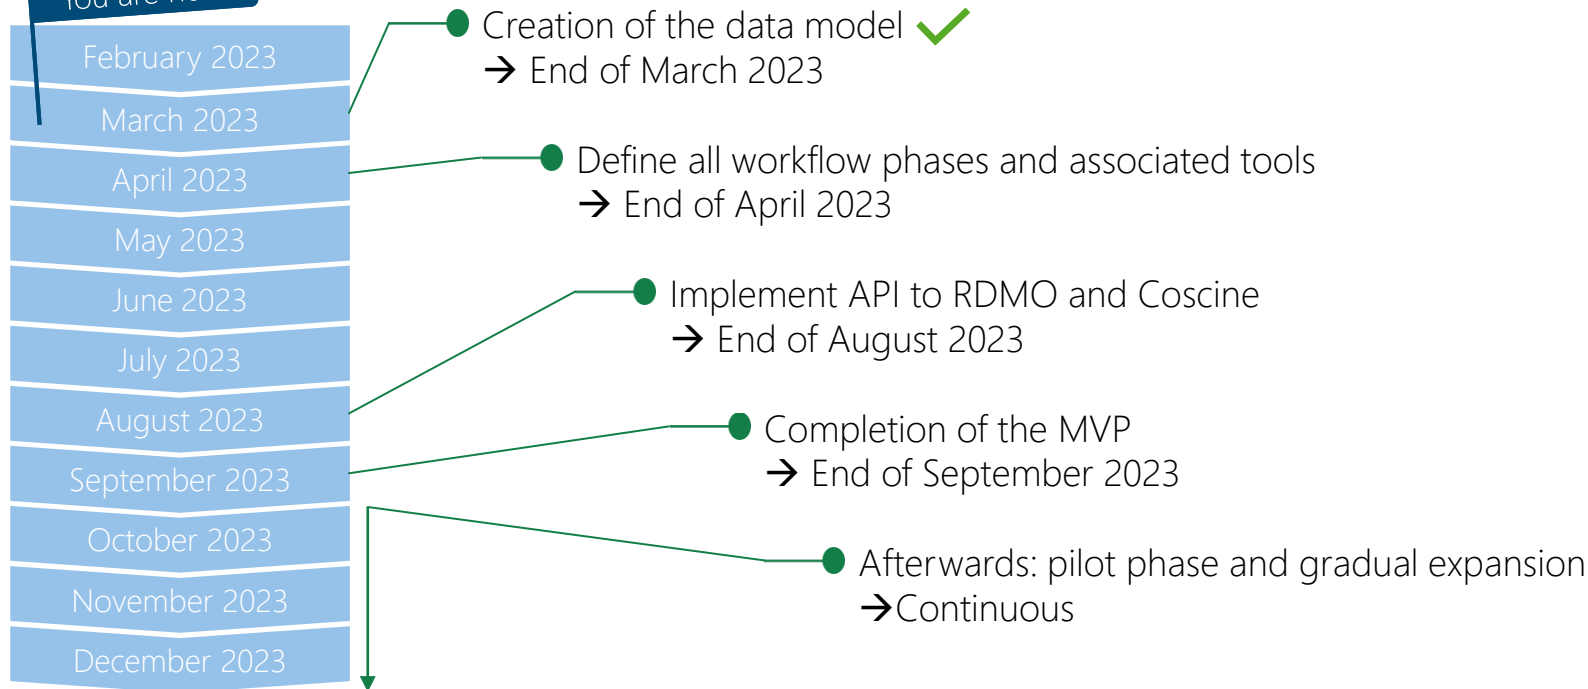 You are
February 2023
March 2023
April 2023
May 2023
June 2023
July 2023
August 2023
September 2023
October 2023
November 2023
December 2023
Creation of the data model ✓
→ End of March 2023
Define all workflow phases and associated tools
→ End of April 2023
Implement API to RDMO and Coscine
→ End of August 2023
Completion of the MVP
→ End of September 2023
Afterwards: pilot phase and gradual expansion
→Continuous